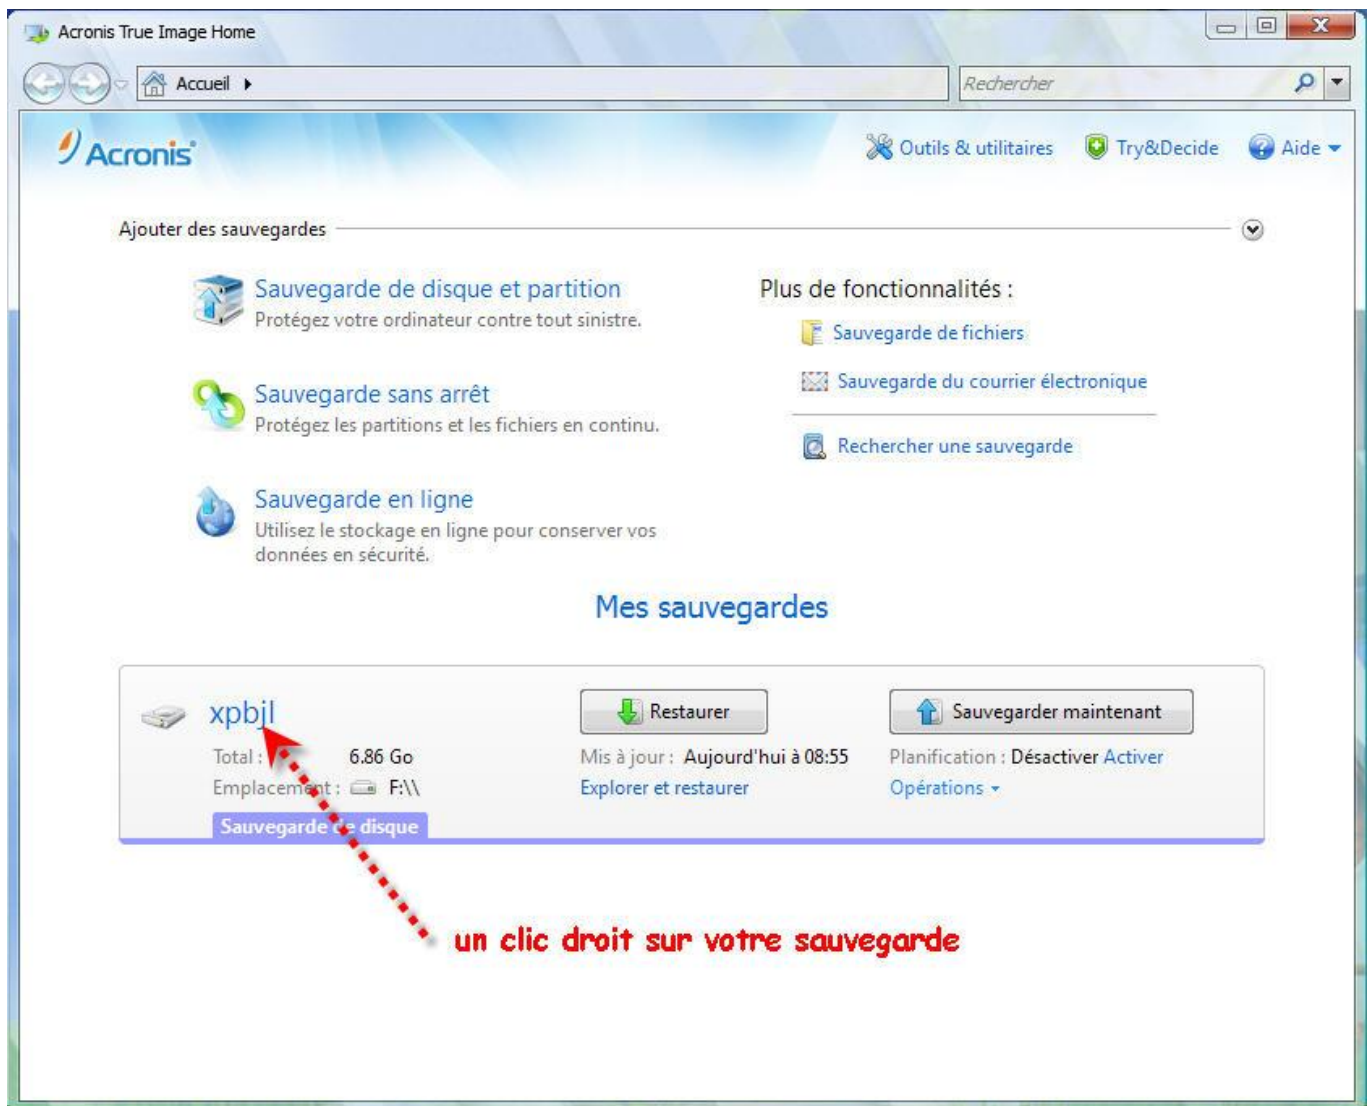 Acronis True Image Home
Accueil
Rechercher
Acronis
Outils & utilitaires
Try&Decide
Aide
Ajouter des sauvegardes
Sauvegarde de disque et partition
Protégez votre ordinateur contre tout sinistre.
Sauvegarde sans arrêt
Protégez les partitions et les fichiers en continu.
Sauvegarde en ligne
Utilisez le stockage en ligne pour conserver vos
données en sécurité.
Plus de fonctionnalités :
Sauvegarde de fichiers
Sauvegarde du courrier électronique
Rechercher une sauvegarde
Mes sauvegardes
xpbjl
Total : 6.86 Go
Emplacement : F:\\
Sauvegarde de disque
Restaurer
Mis à jour : Aujourd'hui à 08:55
Explorer et restaurer
Sauvegarder maintenant
Planification : Désactiver Activer
Opérations
un clic droit sur votre sauvegarde